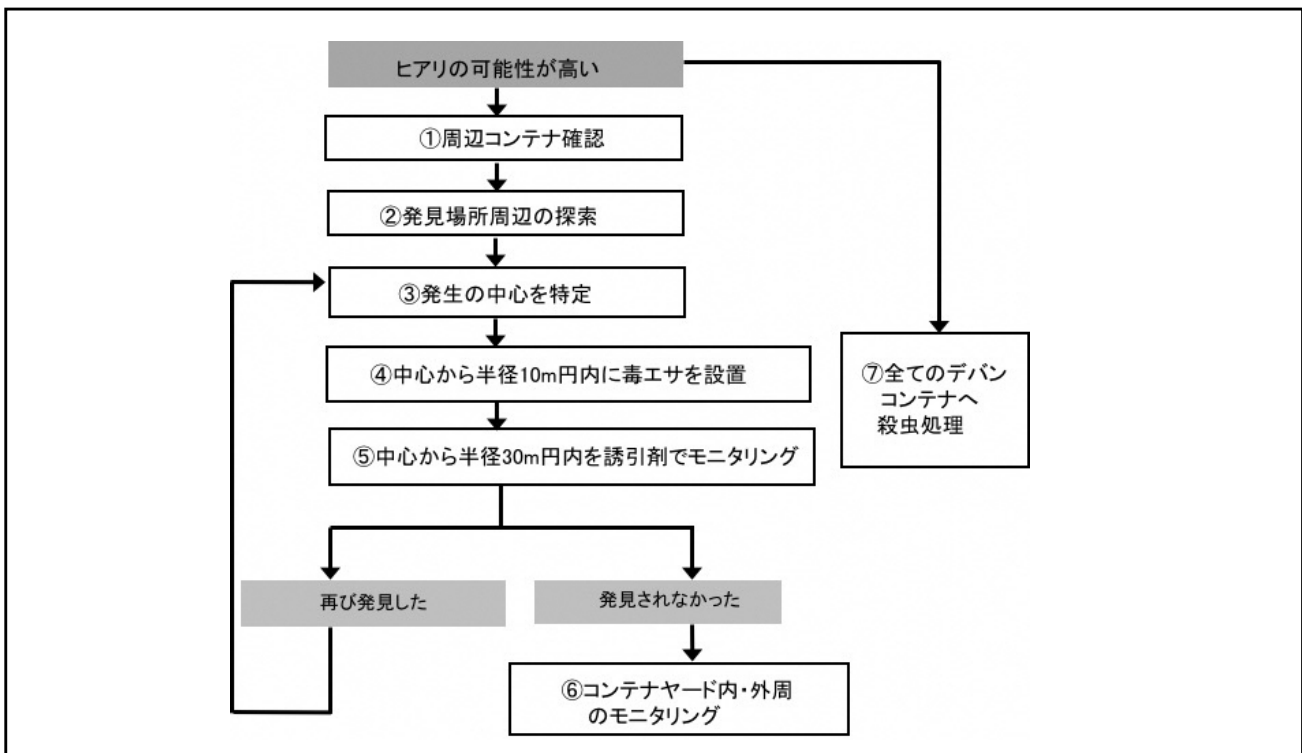 ヒアリの可能性が高い
①周辺コンテナ確認
②発見場所周辺の探索
③発生の中心を特定
④中心から半径10m円内に毒エサを設置
⑤中心から半径30m円内を誘引剤でモニタリング
⑦全てのデバン
コンテナへ
殺虫処理
再び発見した
発見されなかった
⑥コンテナヤード内・外周
のモニタリング